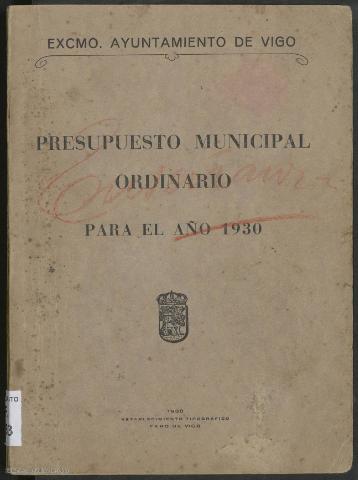 EXCMO. AYUNTAMIENTO DE VIGO
PRESUPUESTO MUNICIPAL
ORDINARIO
PARA EL AÑO 1930
1930
ESTABLECIMIENTO TIPOGRÁFICO
FARO DE VIGO